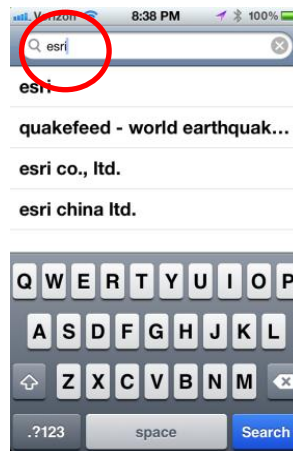 Verizon 8:38 PM 100%
esri
esri
quakefeed - world earthquak...
esri co., ltd.
esri china ltd.
Q W E R T Y U I O P
A S D F G H J K L
Z X C V B N M
.?123 space Search